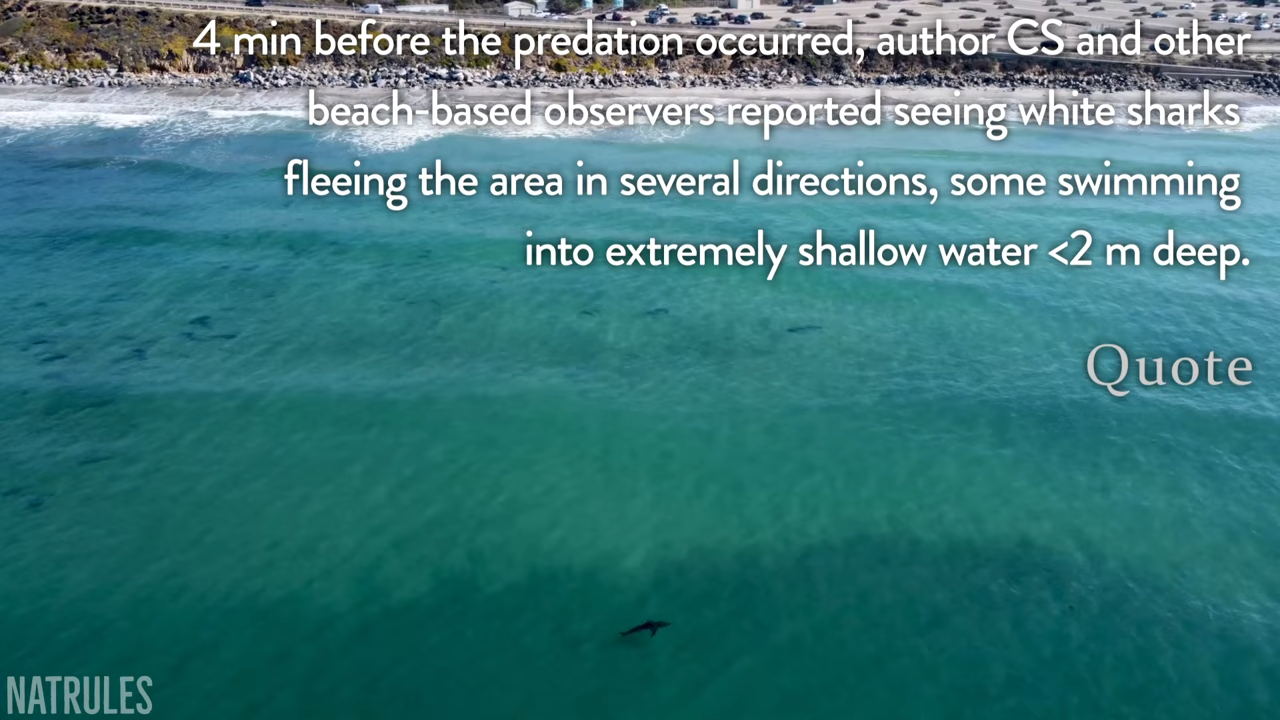 4 min before the predation occurred, author CS and other
beach-based observers reported seeing white sharks
fleeing the area in several directions, some swimming
into extremely shallow water <2 m deep.
Quote
NATRULES